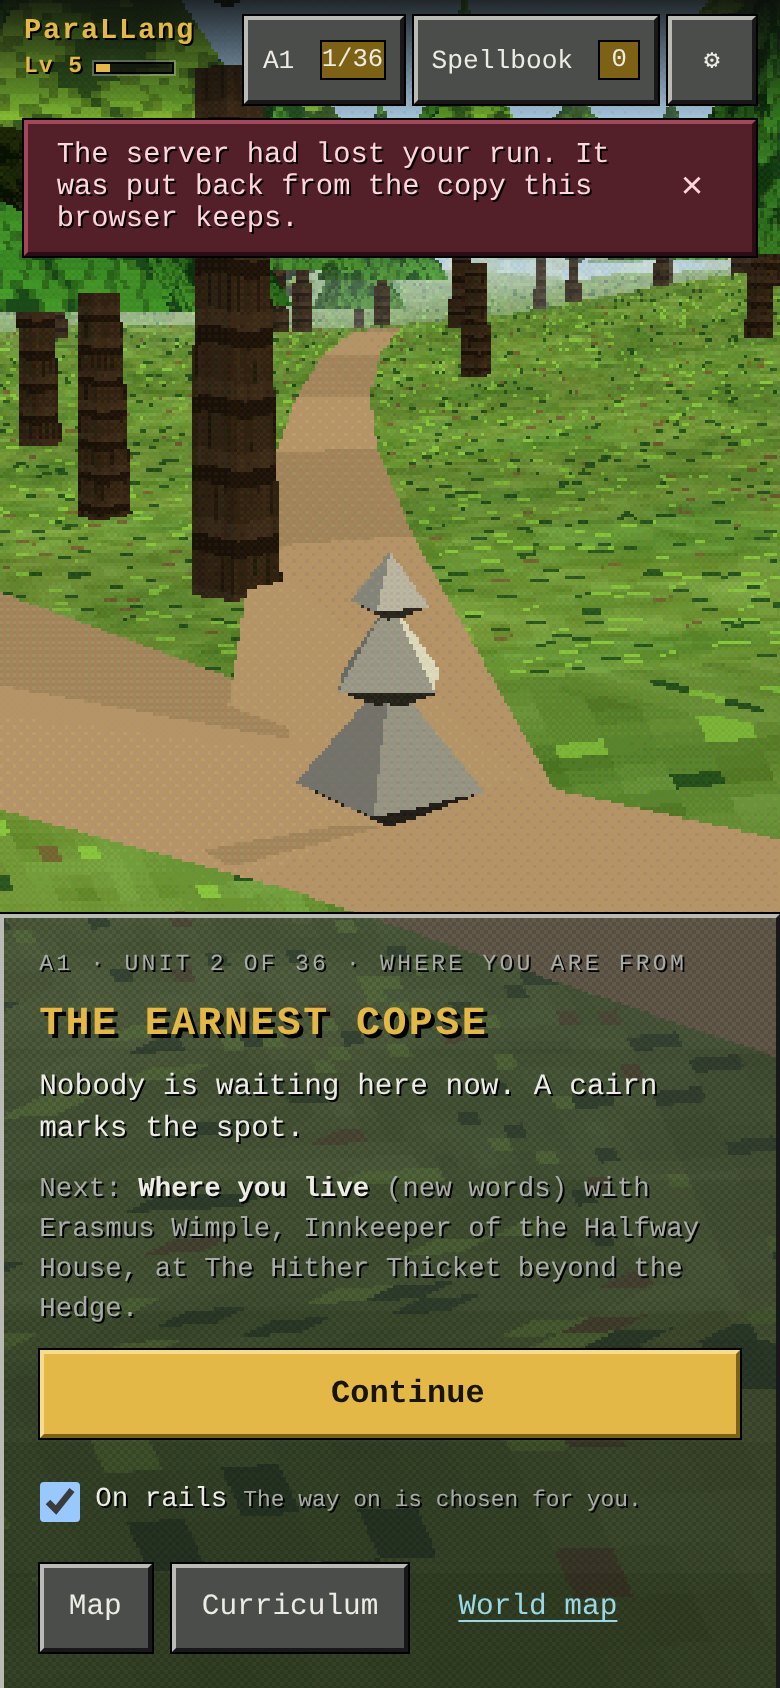 ParaLLang
Lv 5
A1 1/36
Spellbook 0
⚙
The server had lost your run. It
was put back from the copy this
browser keeps.
×
A1 · UNIT 2 OF 36 · WHERE YOU ARE FROM
THE EARNEST COPSE
Nobody is waiting here now. A cairn
marks the spot.
Next: Where you live (new words) with
Erasmus Wimple, Innkeeper of the Halfway
House, at The Hither Thicket beyond the
Hedge.
Continue
On rails The way on is chosen for you.
Map
Curriculum
World map